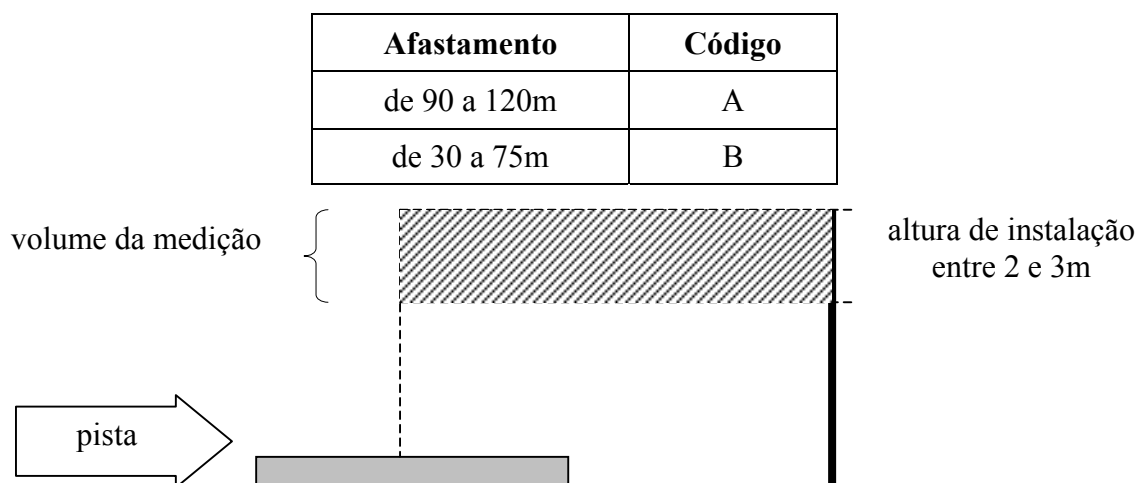 Afastamento Código
de 90 a 120m A
de 30 a 75m B
volume da medição
altura de instalação
entre 2 e 3m
pista